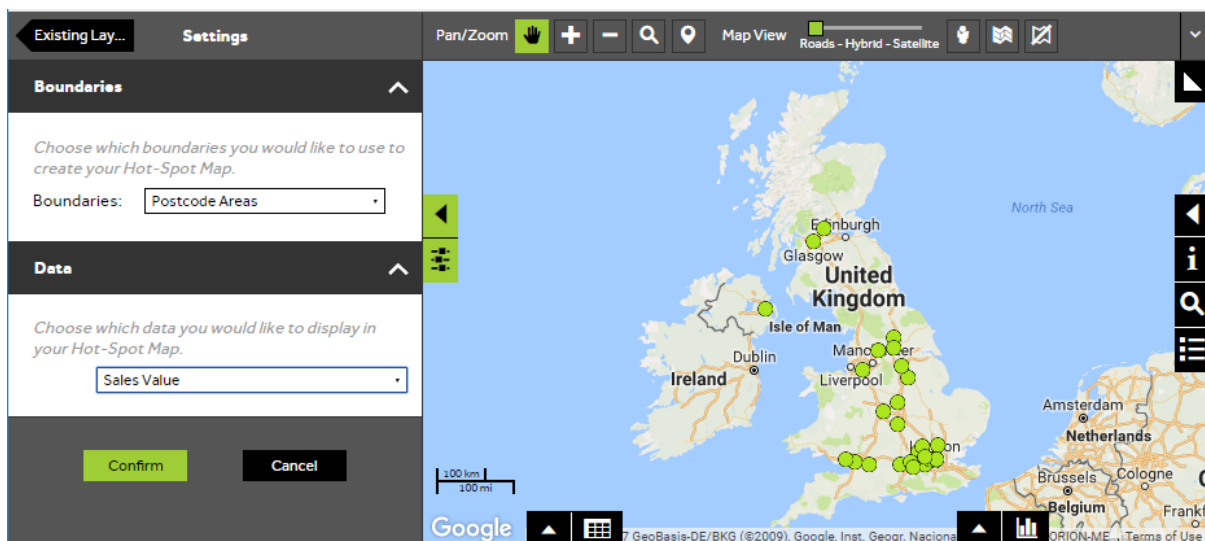 Existing Lay...
Settings
Pan/Zoom
Map View
Roads - Hybrid - Satellite
Boundaries
Choose which boundaries you would like to use to
create your Hot-Spot Map.
Boundaries:
Postcode Areas
Data
Choose which data you would like to display in
your Hot-Spot Map.
Sales Value
Confirm
Cancel
North Sea
Edinburgh
Glasgow
United
Kingdom
Isle of Man
Dublin
Ireland
Liverpool
Amsterdam
Netherlands
Brussels
Cologne
Belgium
100 km
100 mi
Google
7 GeoBasis-DE/BKG (©2009), Google, Inst. Geogr. Naciona
ORION-ME
Terms of Use